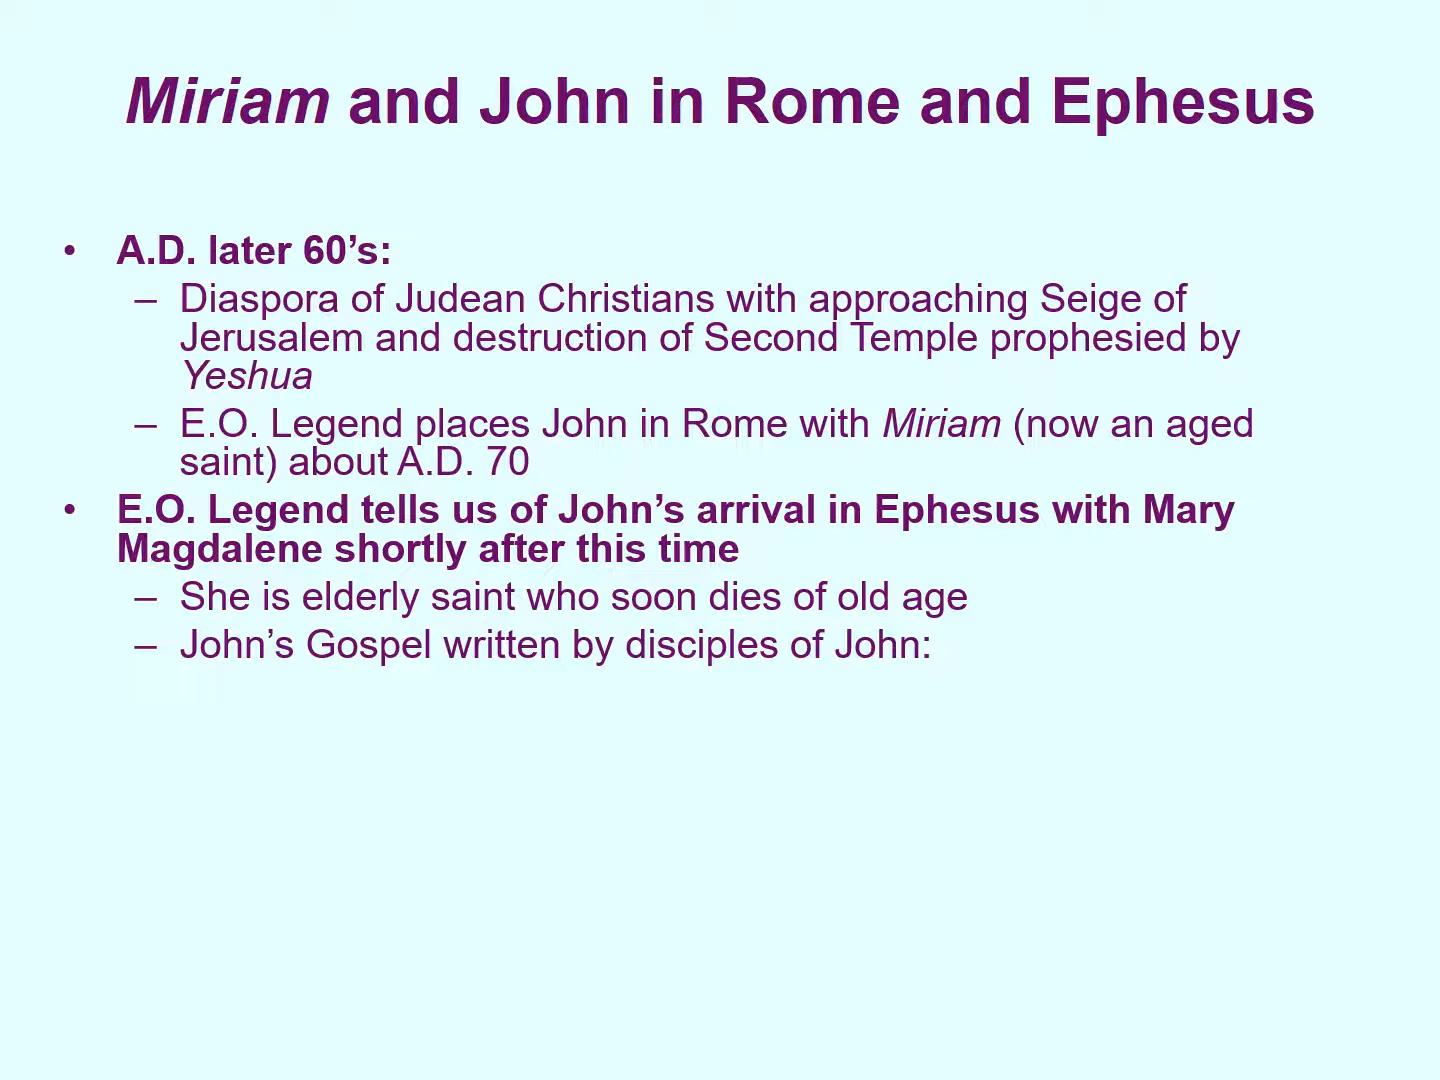 Miriam and John in Rome and Ephesus
• A.D. later 60’s:
– Diaspora of Judean Christians with approaching Seige of
Jerusalem and destruction of Second Temple prophesied by
Yeshua
– E.O. Legend places John in Rome with Miriam (now an aged
saint) about A.D. 70
• E.O. Legend tells us of John’s arrival in Ephesus with Mary
Magdalene shortly after this time
– She is elderly saint who soon dies of old age
– John’s Gospel written by disciples of John: